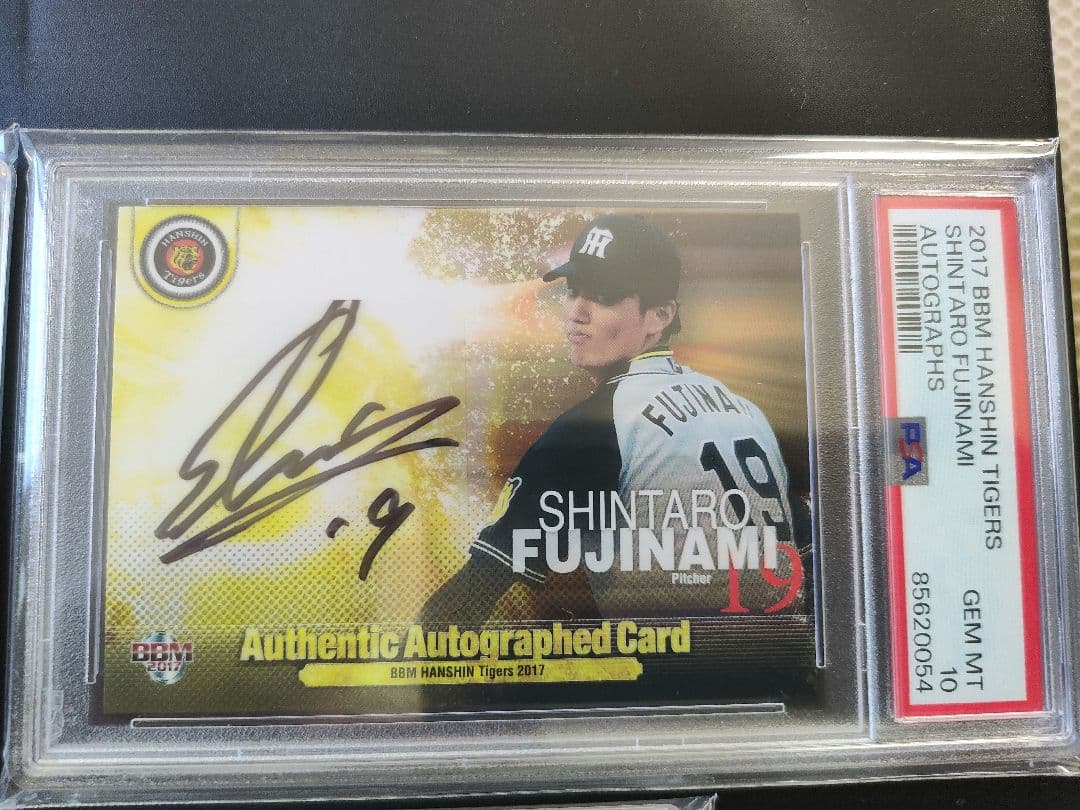 HANSHIN
Tigers
FUJINAMI
19
SHINTARO
FUJINAMI
Pitcher
19
.9
Authentic Autographed Card
BBM HANSHIN Tigers 2017
BBM
2017
2017 BBM HANSHIN TIGERS
SHINTARO FUJINAMI
AUTOGRAPHS
GEM MT
10
85620054
PSA